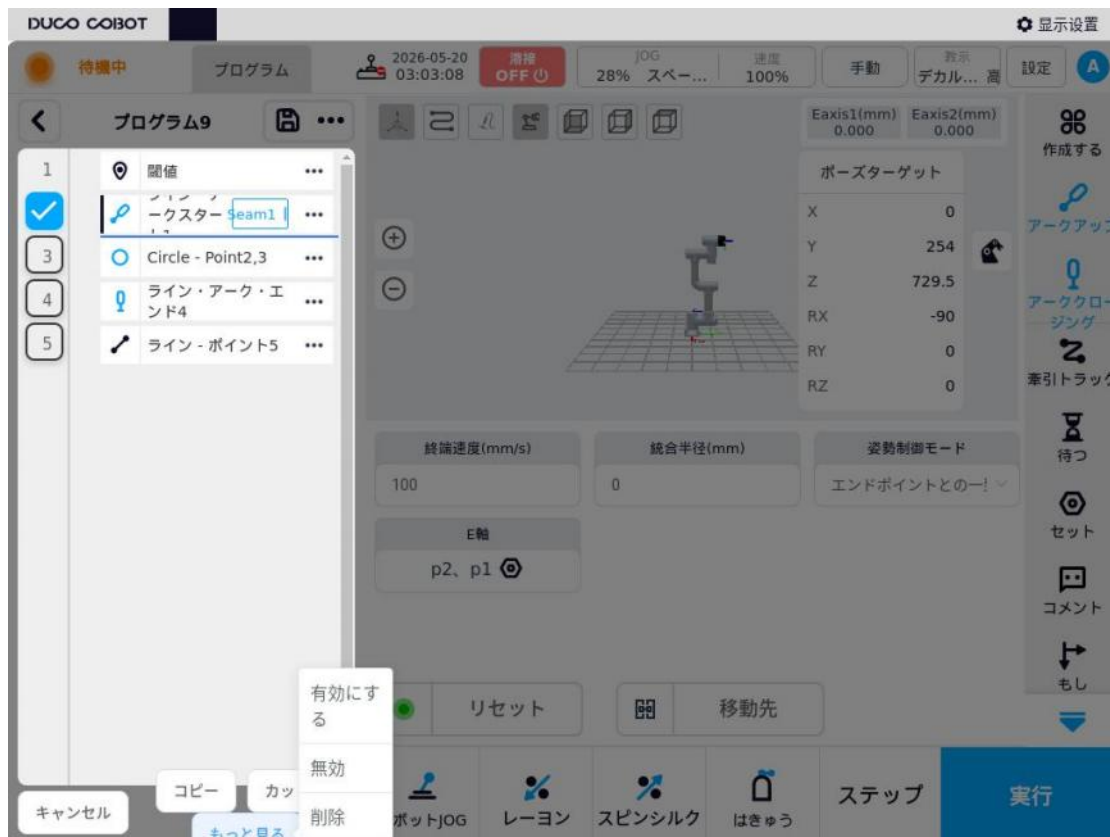 DUCO COBOT
显示设置
待機中
プログラム
2026-05-20
03:03:08
溶接
OFF
JOG
28% スペー...
速度
100%
手動
教示
デカル... 高
設定
A
プログラム9
Eaxis1(mm)
0.000
Eaxis2(mm)
0.000
作成する
1
閾値
ークスター
Seam1
3
Circle - Point2,3
4
ライン・アーク・エ
ンド4
5
ライン - ポイント5
ポーズターゲット
X 0
Y 254
Z 729.5
RX -90
RY 0
RZ 0
アークアップ
アーククロー
ジング
牽引トラック
待つ
セット
コメント
もし
終端速度(mm/s)
100
統合半径(mm)
0
姿勢制御モード
エンドポイントとの一
E軸
p2、p1
有効にす
る
無効
削除
リセット
移動先
コピー
カッ
キャンセル
もっと見る
ボットJOG
レーヨン
スピンシルク
はきゅう
ステップ
実行